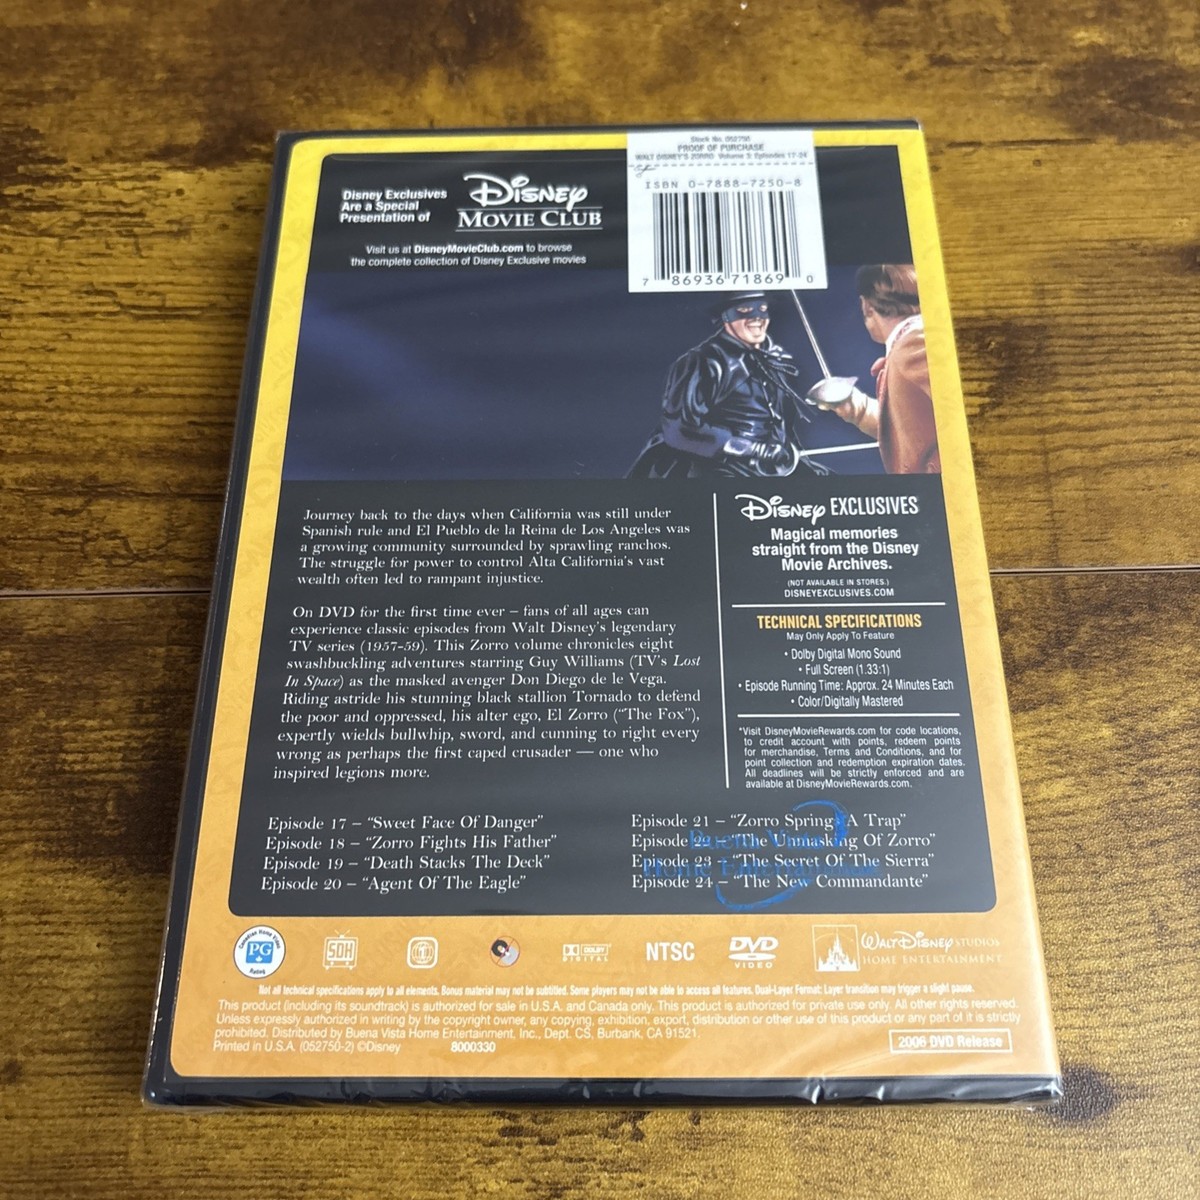 Stock No. 052750
PROOF OF PURCHASE
WALT DISNEY'S ZORRO Volume 3: Episodes 17-24
ISBN 0-7888-7250-8
7 86936 71869 0
Disney Exclusives
Are a Special
Presentation of
Disney
MOVIE CLUB
Visit us at DisneyMovieClub.com to browse
the complete collection of Disney Exclusive movies
Journey back to the days when California was still under
Spanish rule and El Pueblo de la Reina de Los Angeles was
a growing community surrounded by sprawling ranchos.
The struggle for power to control Alta California's vast
wealth often led to rampant injustice.
On DVD for the first time ever – fans of all ages can
experience classic episodes from Walt Disney's legendary
TV series (1957-59). This Zorro volume chronicles eight
swashbuckling adventures starring Guy Williams (TV's Lost
In Space) as the masked avenger Don Diego de le Vega.
Riding astride his stunning black stallion Tornado to defend
the poor and oppressed, his alter ego, El Zorro ("The Fox"),
expertly wields bullwhip, sword, and cunning to right every
wrong as perhaps the first caped crusader — one who
inspired legions more.
Disney EXCLUSIVES
Magical memories
straight from the Disney
Movie Archives.
(NOT AVAILABLE IN STORES.)
DISNEYEXCLUSIVES.COM
TECHNICAL SPECIFICATIONS
May Only Apply To Feature
• Dolby Digital Mono Sound
• Full Screen (1.33:1)
• Episode Running Time: Approx. 24 Minutes Each
• Color/Digitally Mastered
*Visit DisneyMovieRewards.com for code locations,
to credit account with points, redeem points
for merchandise, Terms and Conditions, and for
point collection and redemption expiration dates.
All deadlines will be strictly enforced and are
available at DisneyMovieRewards.com.
Episode 17 – "Sweet Face Of Danger"
Episode 18 – "Zorro Fights His Father"
Episode 19 – "Death Stacks The Deck"
Episode 20 – "Agent Of The Eagle"
Episode 21 – "Zorro Springs A Trap"
Episode 22 – "The Unmasking Of Zorro"
Episode 23 – "The Secret Of The Sierra"
Episode 24 – "The New Commandante"
Buena Vista
Home Entertainment
Canadian Home Video
PG
Rating
SDH
DOLBY
DIGITAL
NTSC
DVD
VIDEO
WALT DISNEY STUDIOS
HOME ENTERTAINMENT
Not all technical specifications apply to all elements. Bonus material may not be subtitled. Some players may not be able to access all features. Dual-Layer Format: Layer transition may trigger a slight pause.
This product (including its soundtrack) is authorized for sale in U.S.A. and Canada only. This product is authorized for private use only. All other rights reserved.
Unless expressly authorized in writing by the copyright owner, any copying, exhibition, export, distribution or other use of this product or any part of it is strictly
prohibited. Distributed by Buena Vista Home Entertainment, Inc., Dept. CS, Burbank, CA 91521.
Printed in U.S.A. (052750-2) ©Disney 8000330
2006 DVD Release